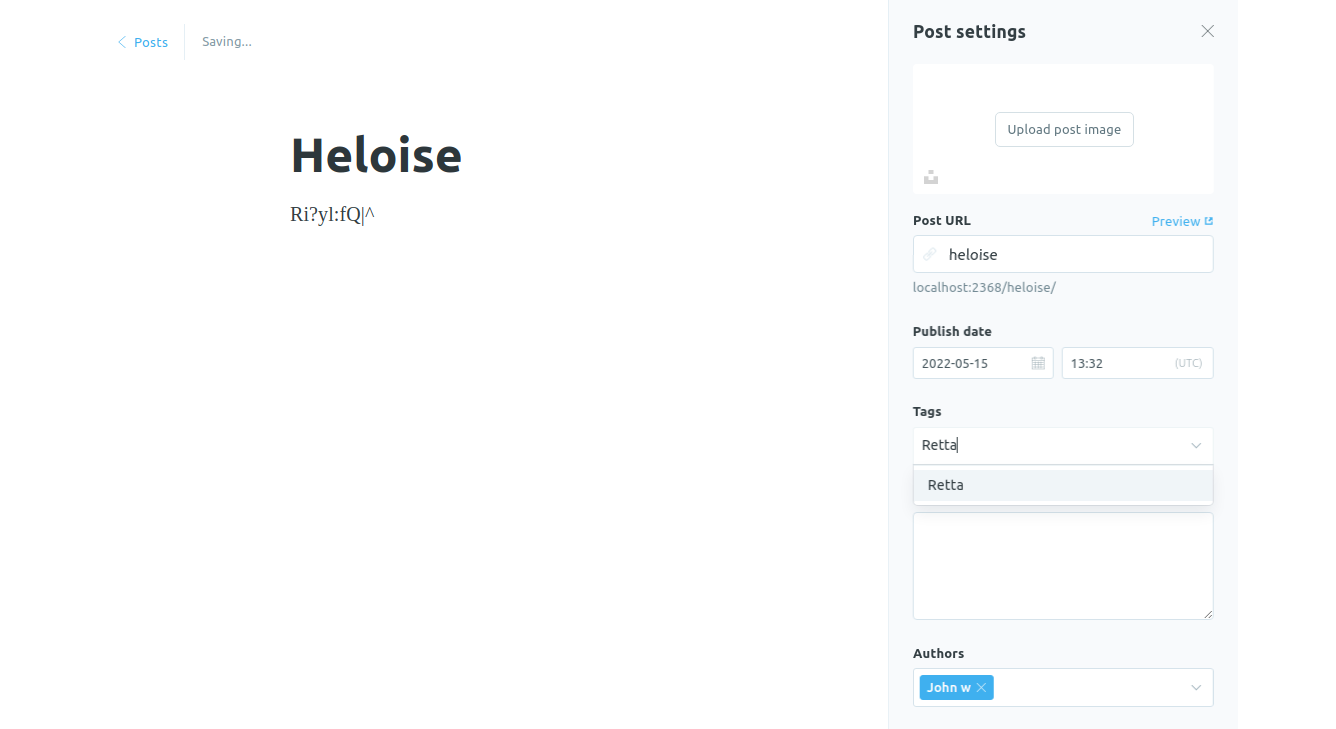 Posts
Saving...
Heloise
Ri?yl:fQ|^
Post settings
Upload post image
Post URL
Preview
heloise
localhost:2368/heloise/
Publish date
2022-05-15
13:32
(UTC)
Tags
Retta
Retta
Authors
John w